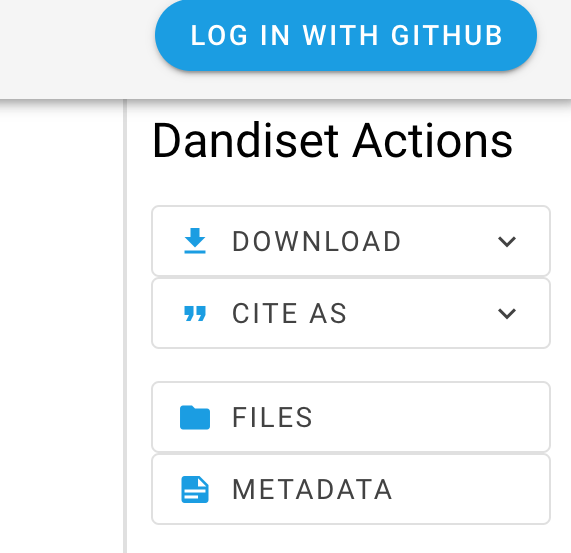 LOG IN WITH GITHUB
Dandiset Actions
DOWNLOAD
CITE AS
FILES
METADATA